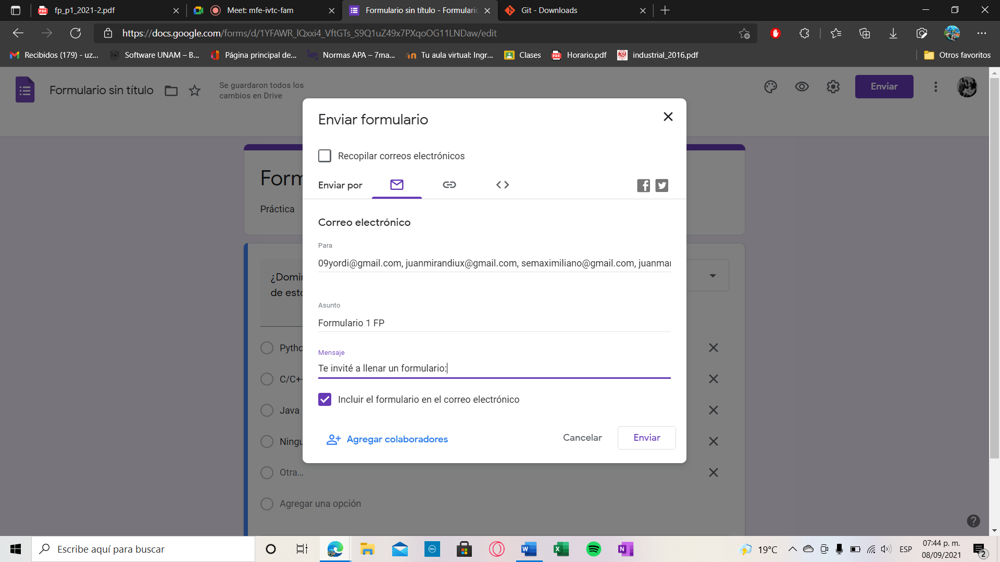 fp_p1_2021-2.pdf
Meet: mfe-ivtc-fam
Formulario sin título - Formulario
Git - Downloads
https://docs.google.com/forms/d/1YFAWR_lQxxi4_VftGTs_S9Q1uZ49x7PXqoOG11LNDaw/edit
Recibidos (179) - uz...
Software UNAM – B...
Página principal de...
Normas APA – 7ma...
Tu aula virtual: Ingr...
Clases
Horario.pdf
industrial_2016.pdf
Otros favoritos
Formulario sin título
Se guardaron todos los
cambios en Drive
Enviar
Enviar formulario
Recopilar correos electrónicos
Form
Enviar por
Práctica
Correo electrónico
Para
09yordi@gmail.com, juanmirandiux@gmail.com, semaximiliano@gmail.com, juanmar
¿Domin
de esto
Asunto
Formulario 1 FP
Pytho
Mensaje
Te invité a llenar un formulario:
C/C+
Incluir el formulario en el correo electrónico
Java
Agregar colaboradores
Cancelar
Enviar
Ningu
Otra...
Agregar una opción
Escribe aquí para buscar
19°C
ESP
07:44 p. m.
08/09/2021
2